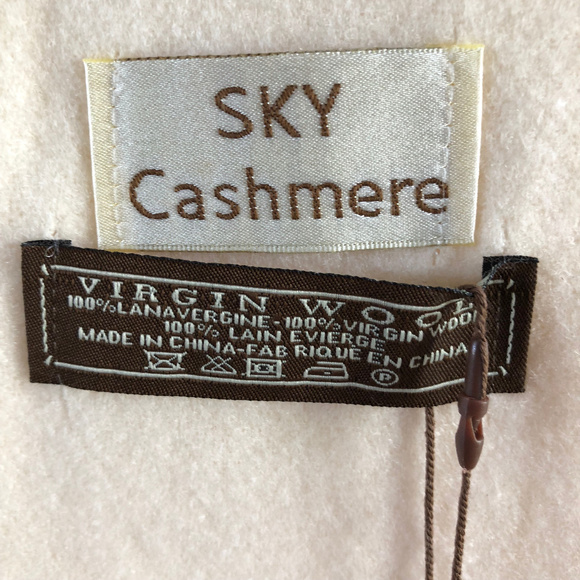 SKY
Cashmere
VIRGIN WOOL
100%LANAVERGINE-100%VIRGIN WOOL
100% LAIN EVIERGE
MADE IN CHINA-FAB RIQUE EN CHINA
P